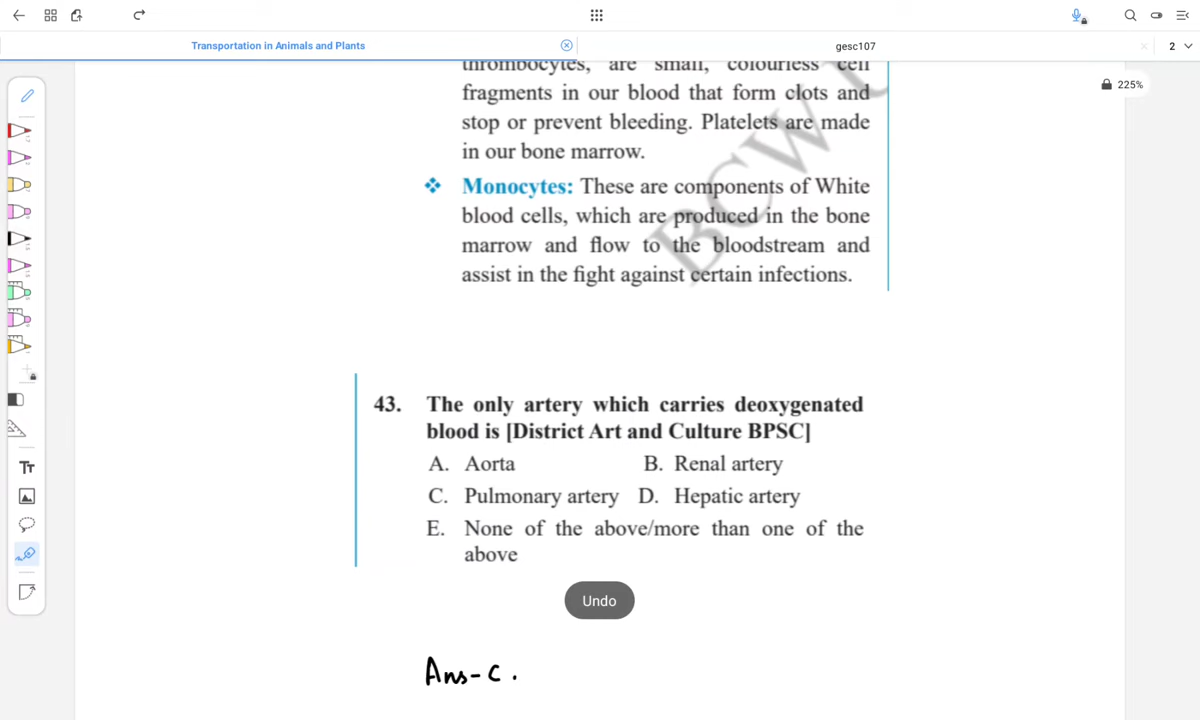 Transportation in Animals and Plants
gesc107
2
225%
thrombocytes, are small, colourless cell
fragments in our blood that form clots and
stop or prevent bleeding. Platelets are made
in our bone marrow.
❖ Monocytes: These are components of White
blood cells, which are produced in the bone
marrow and flow to the bloodstream and
assist in the fight against certain infections.
BCW
43. The only artery which carries deoxygenated
blood is [District Art and Culture BPSC]
A. Aorta B. Renal artery
C. Pulmonary artery D. Hepatic artery
E. None of the above/more than one of the
above
Undo
Ans-C.
Tт